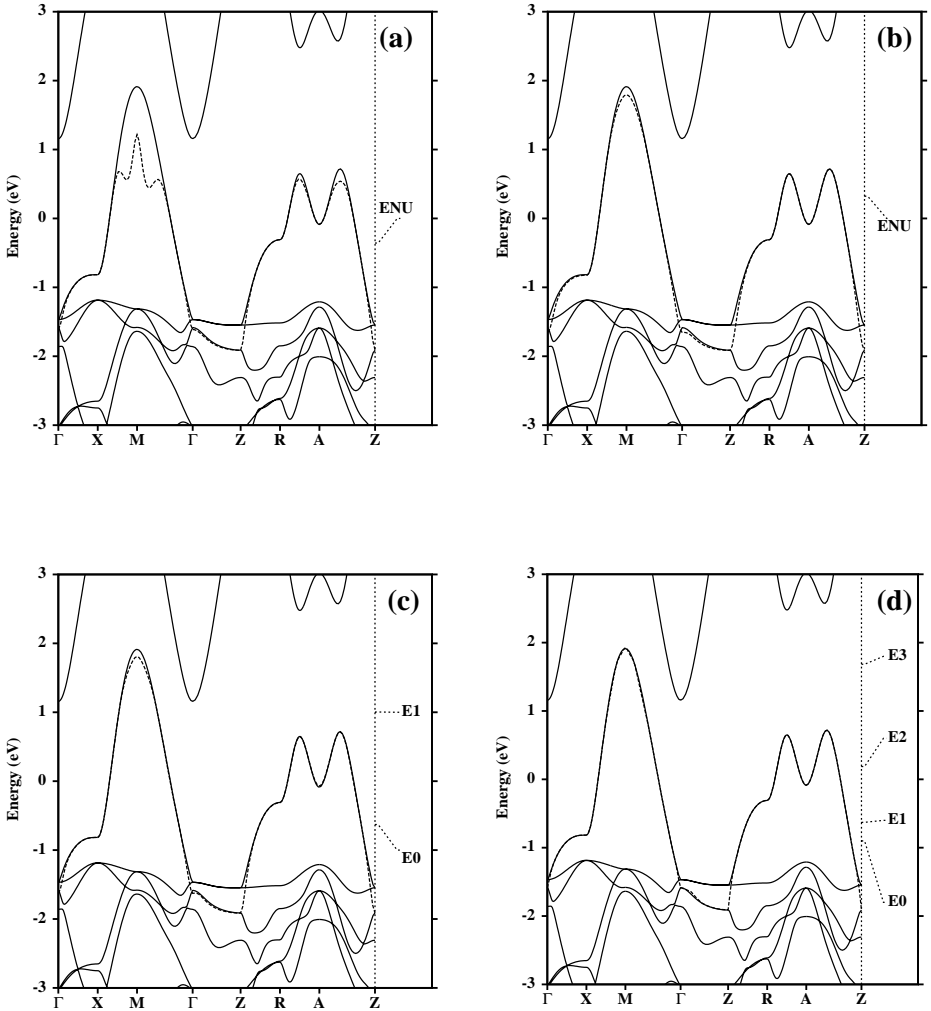 3
2
1
0
-1
-2
-3
Energy (eV)
Γ X M Γ Z R A Z
(a)
ENU
3
2
1
0
-1
-2
-3
Energy (eV)
Γ X M Γ Z R A Z
(b)
ENU
3
2
1
0
-1
-2
-3
Energy (eV)
Γ X M Γ Z R A Z
(c)
E1
E0
3
2
1
0
-1
-2
-3
Energy (eV)
Γ X M Γ Z R A Z
(d)
E3
E2
E1
E0